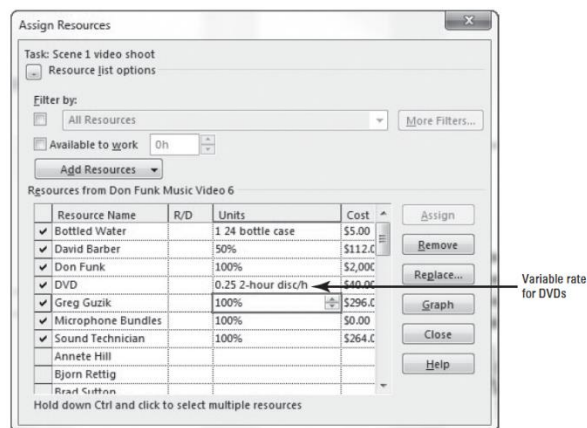 Assign Resources
Task: Scene 1 video shoot
Resource list options
Filter by:
All Resources
More Filters...
Available to work 0h
Add Resources
Resources from Don Funk Music Video 6
Resource Name R/D Units Cost
Bottled Water 1 24 bottle case $5.00
David Barber 50% $112.0
Don Funk 100% $2,000
DVD 0.25 2-hour disc/h $40.00
Greg Guzik 100% $296.0
Microphone Bundles 100% $0.00
Sound Technician 100% $264.0
Annete Hill
Bjorn Rettig
Brad Sutton
Assign
Remove
Replace...
Graph
Close
Help
Hold down Ctrl and click to select multiple resources
Variable rate
for DVDs